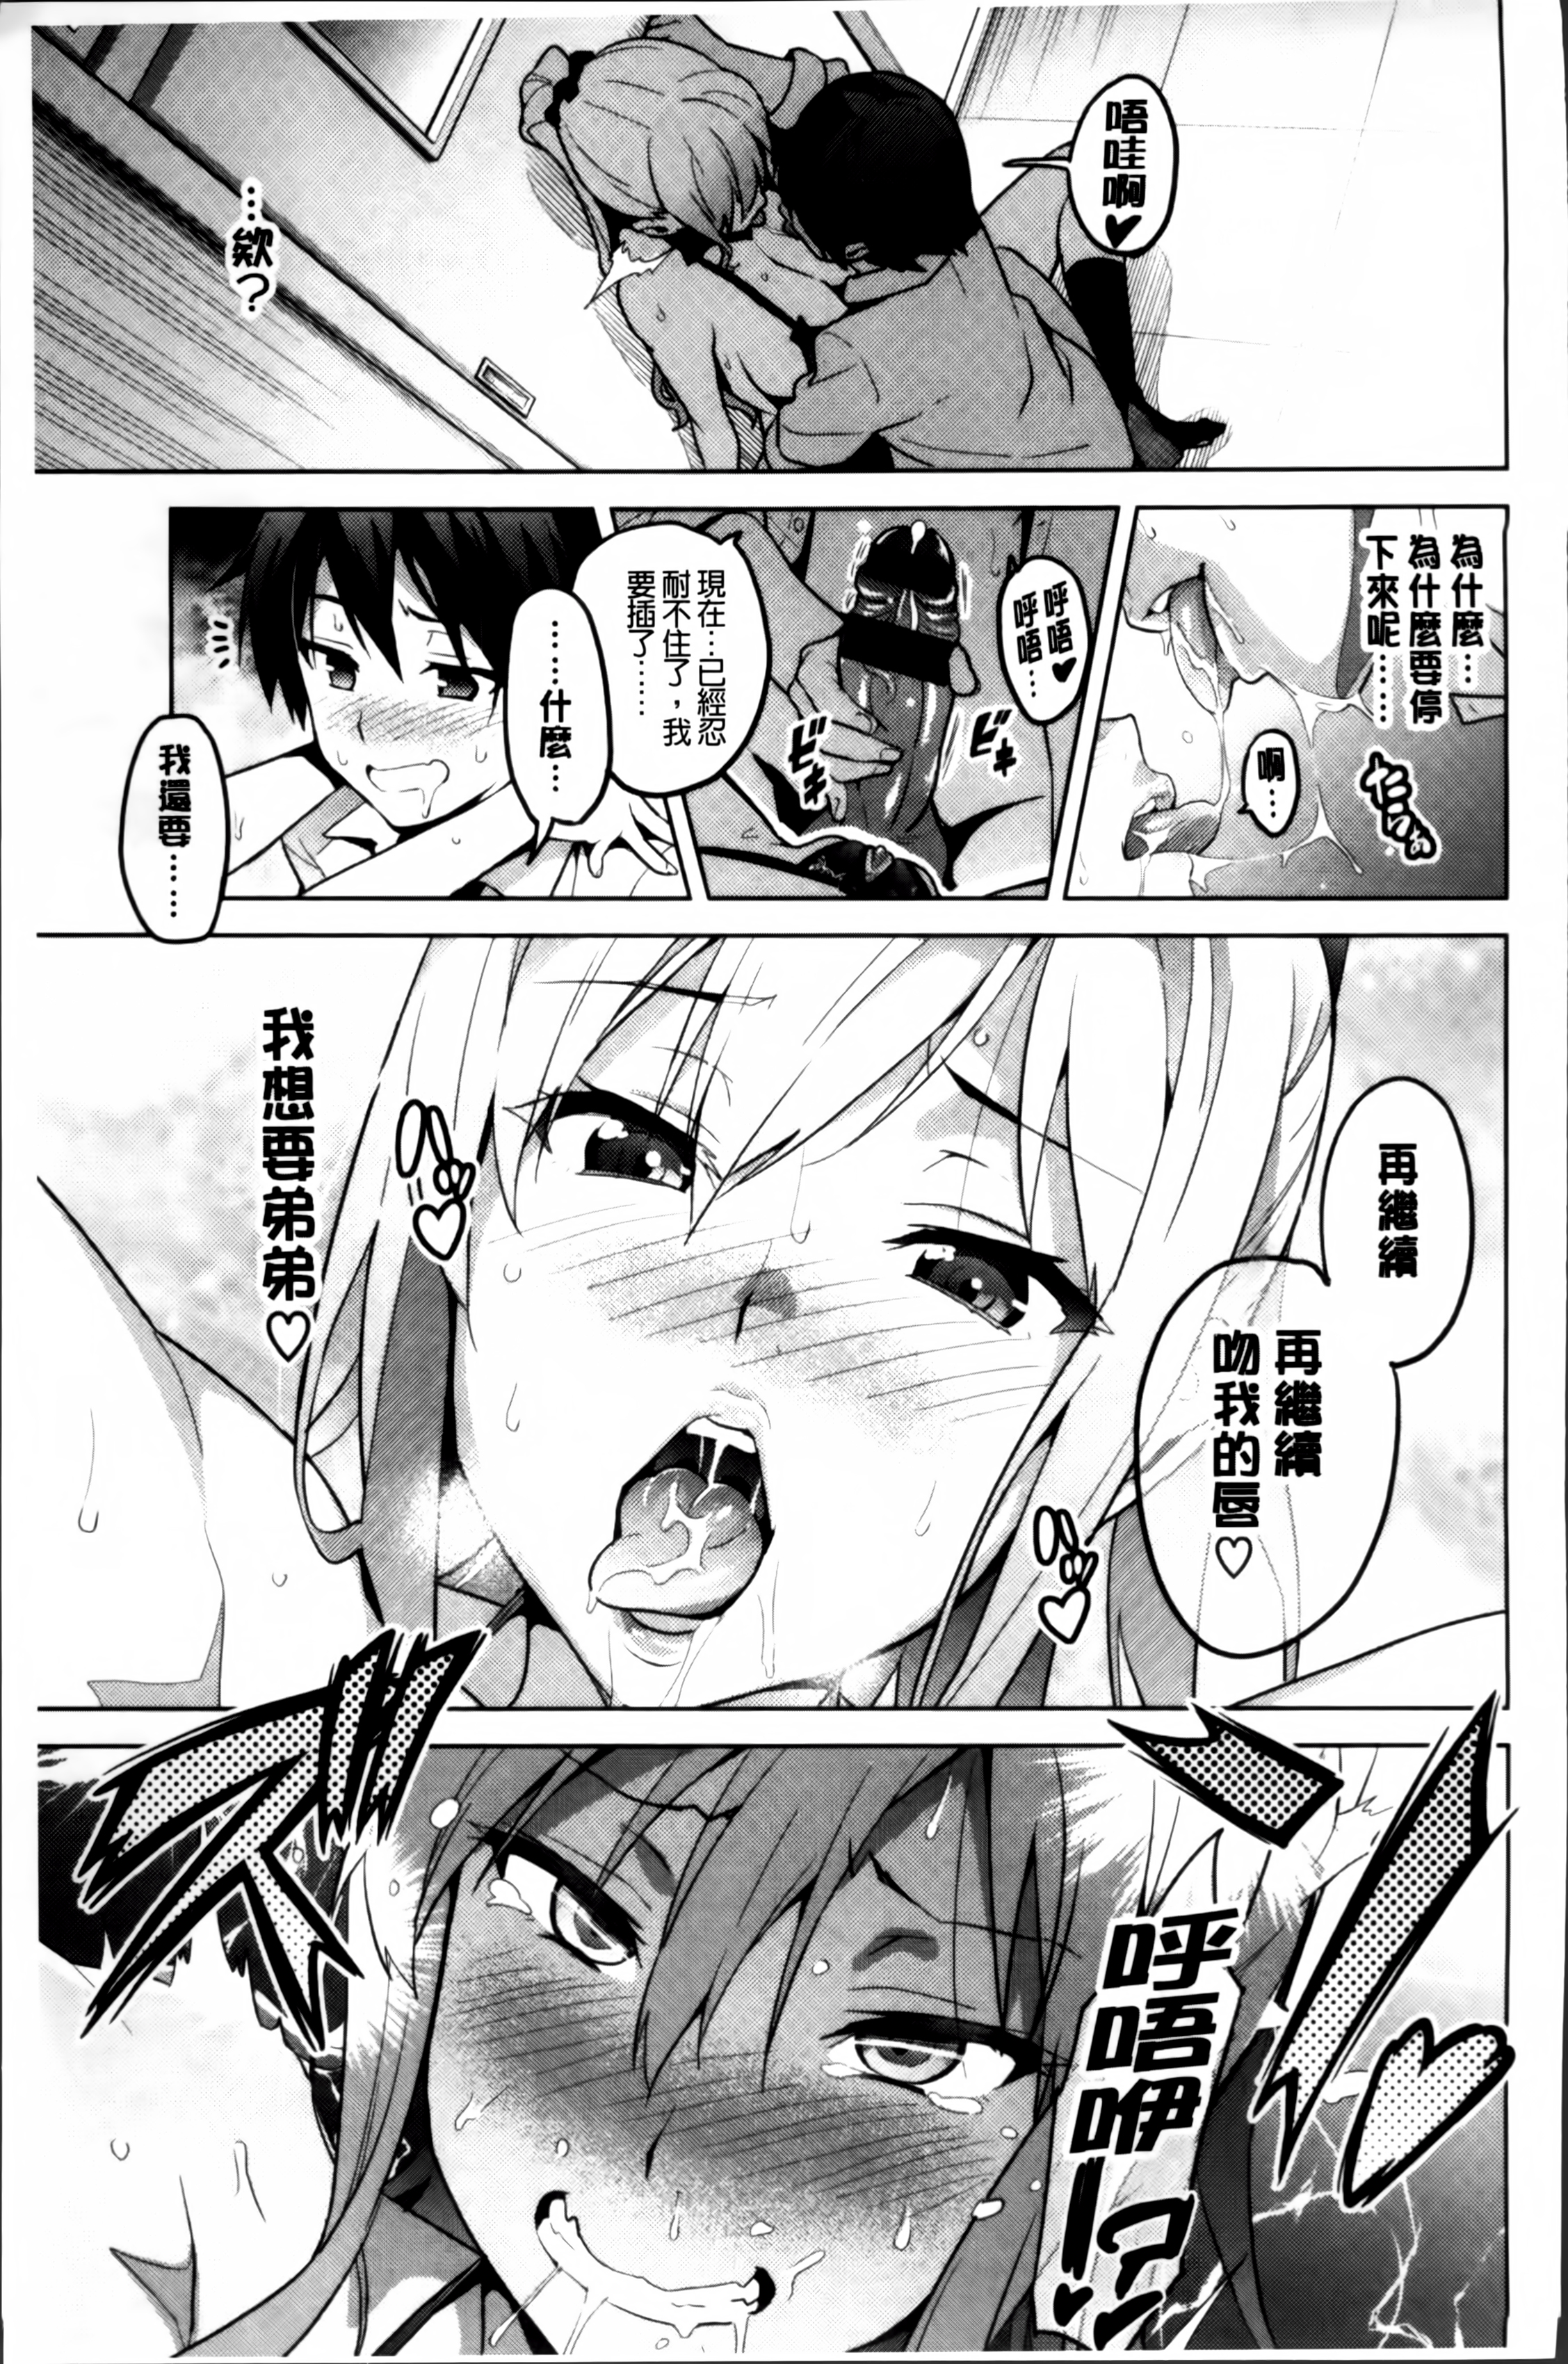 唔哇啊♥
…欸？
為什麼…
為什麼要停
下來呢……
啊…
呼唔♥
呼唔…
ビキ
ビキ
現在…已經忍
耐不住了，我
要插了……
……什麼…
我還要……
再繼續
再繼續
吻我的唇♡
我想要弟弟♡
呼唔咿!?♥